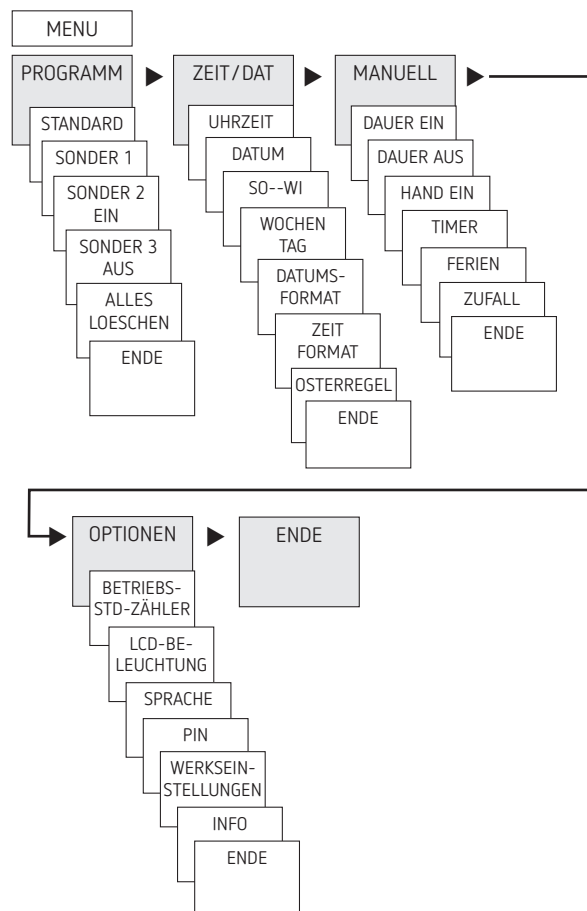 MENU
PROGRAMM
STANDARD
SONDER 1
SONDER 2
EIN
SONDER 3
AUS
ALLES
LOESCHEN
ENDE
ZEIT/DAT
UHRZEIT
DATUM
SO--WI
WOCHEN
TAG
DATUMS-
FORMAT
ZEIT
FORMAT
OSTERREGEL
ENDE
MANUELL
DAUER EIN
DAUER AUS
HAND EIN
TIMER
FERIEN
ZUFALL
ENDE
OPTIONEN
BETRIEBS-
STD-ZÄHLER
LCD-BE-
LEUCHTUNG
SPRACHE
PIN
WERKSEIN-
STELLUNGEN
INFO
ENDE
ENDE